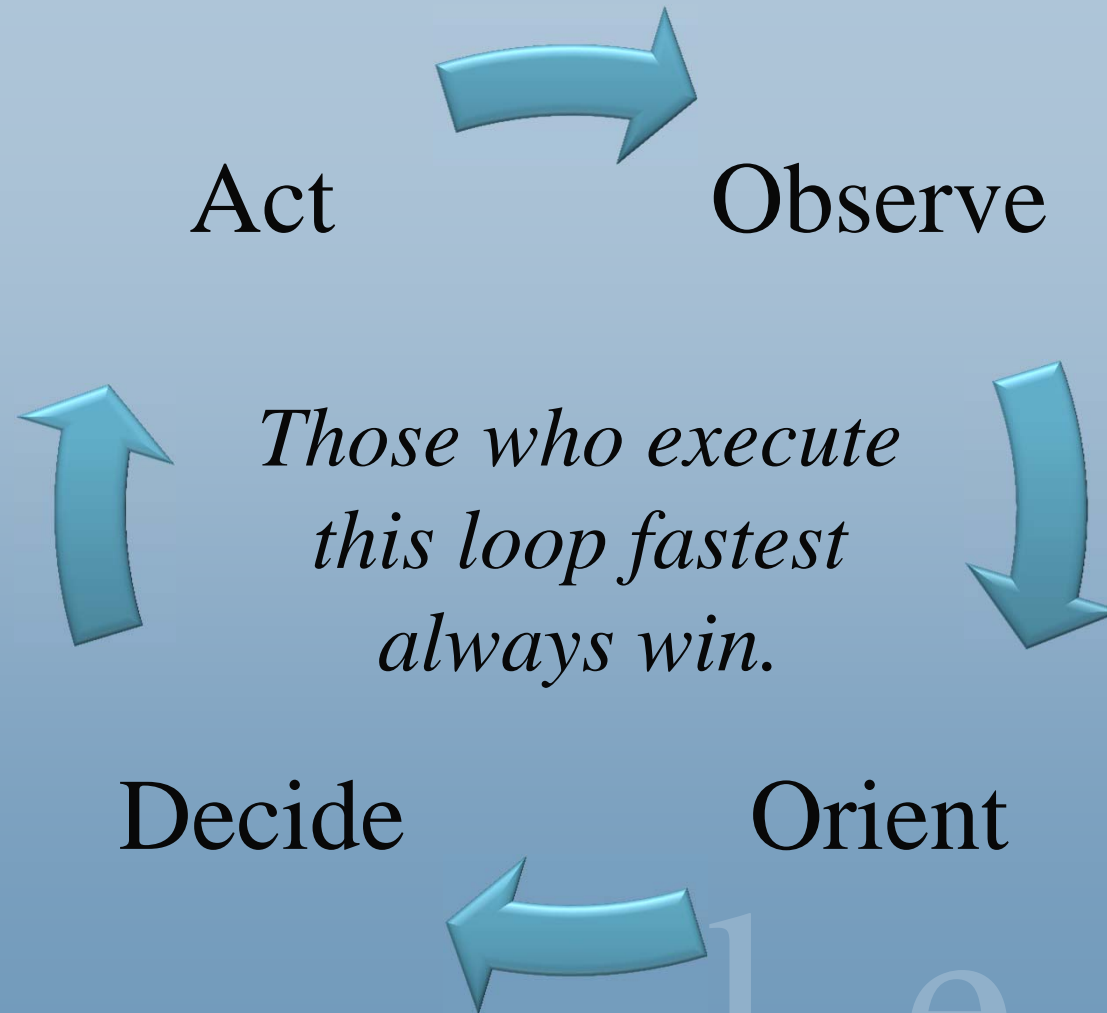 Act Observe
Those who execute
this loop fastest
always win.
Decide Orient